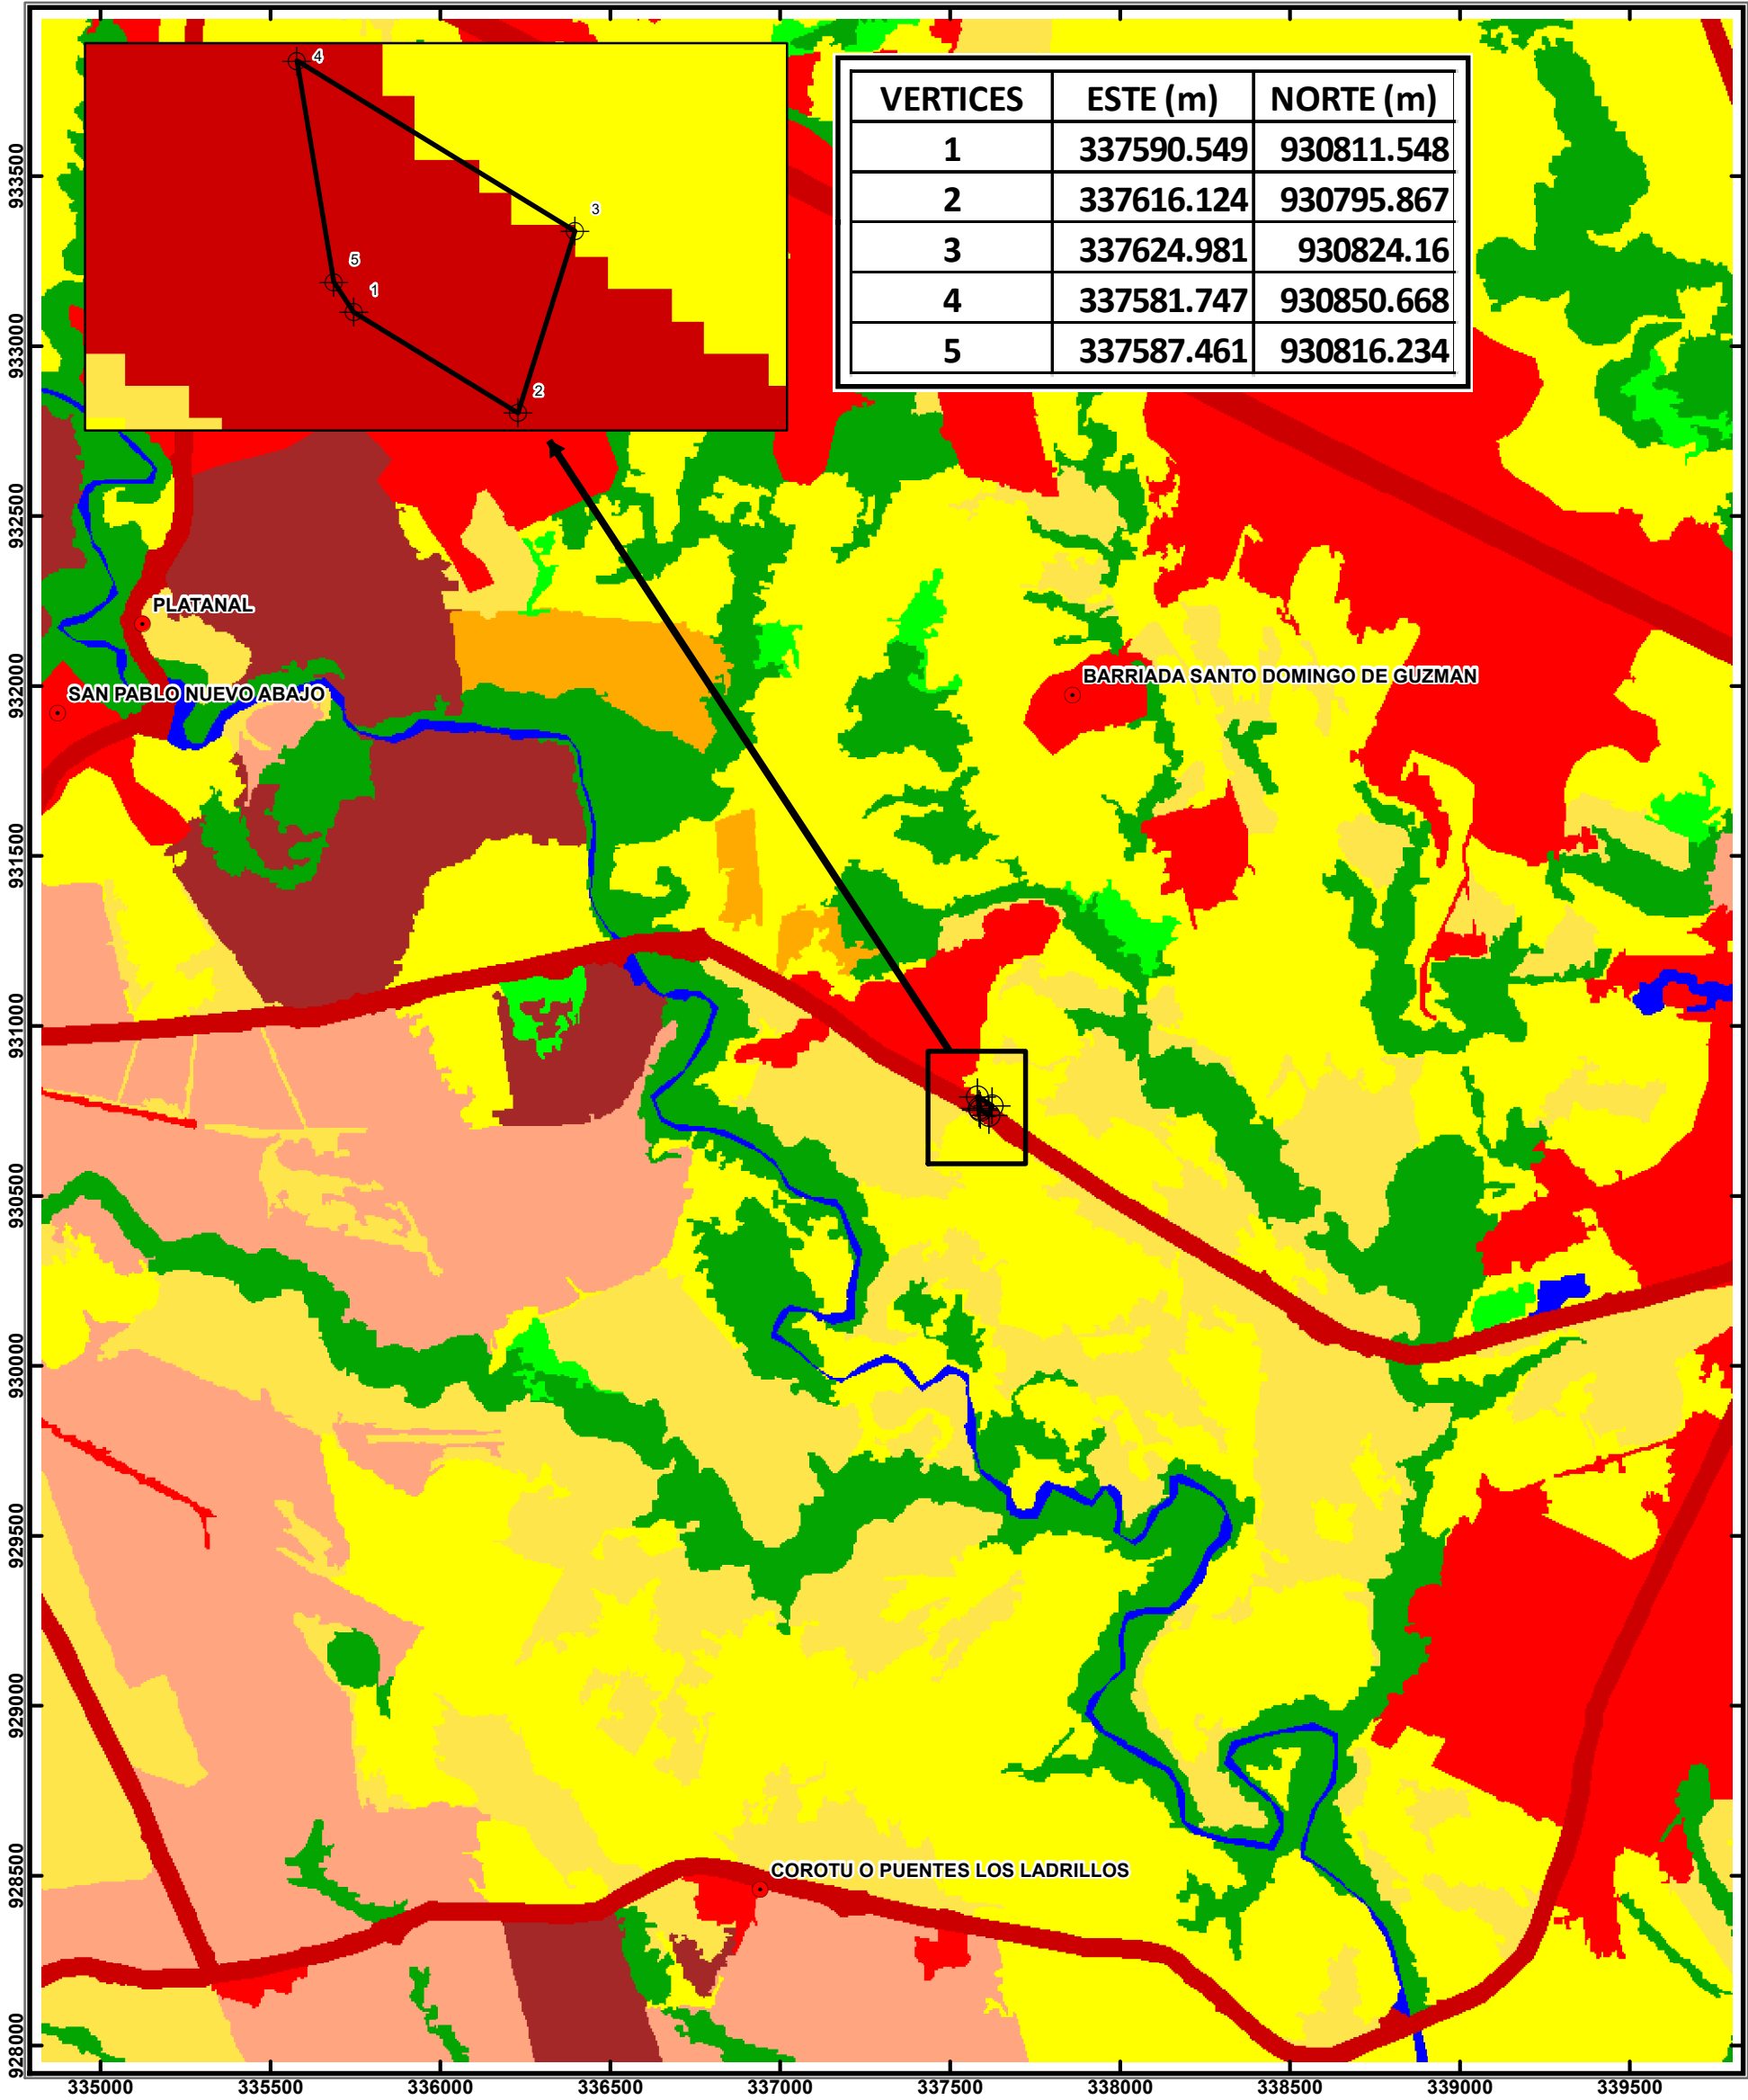 4
3
5
1
2
VERTICES ESTE (m) NORTE (m)
1 337590.549 930811.548
2 337616.124 930795.867
3 337624.981 930824.16
4 337581.747 930850.668
5 337587.461 930816.234
PLATANAL
SAN PABLO NUEVO ABAJO
BARRIADA SANTO DOMINGO DE GUZMAN
COROTU O PUENTES LOS LADRILLOS
933500
933000
932500
932000
931500
931000
930500
930000
929500
929000
928500
928000
335000 335500 336000 336500 337000 337500 338000 338500 339000 339500